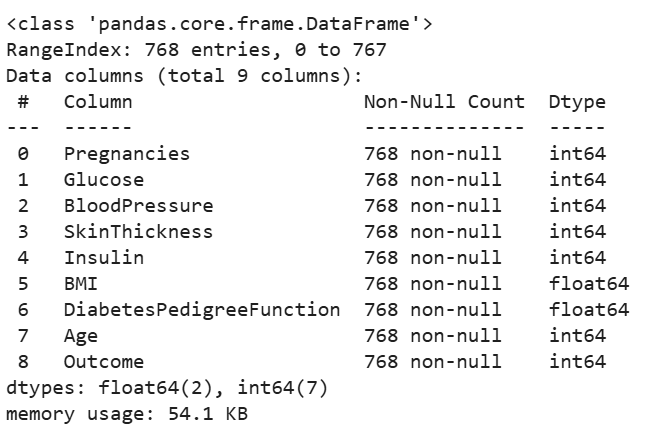 <class 'pandas.core.frame.DataFrame'>
RangeIndex: 768 entries, 0 to 767
Data columns (total 9 columns):
 #   Column                    Non-Null Count  Dtype
---  ------                    --------------  -----
 0   Pregnancies               768 non-null    int64
 1   Glucose                   768 non-null    int64
 2   BloodPressure             768 non-null    int64
 3   SkinThickness             768 non-null    int64
 4   Insulin                   768 non-null    int64
 5   BMI                       768 non-null    float64
 6   DiabetesPedigreeFunction  768 non-null    float64
 7   Age                       768 non-null    int64
 8   Outcome                   768 non-null    int64
dtypes: float64(2), int64(7)
memory usage: 54.1 KB